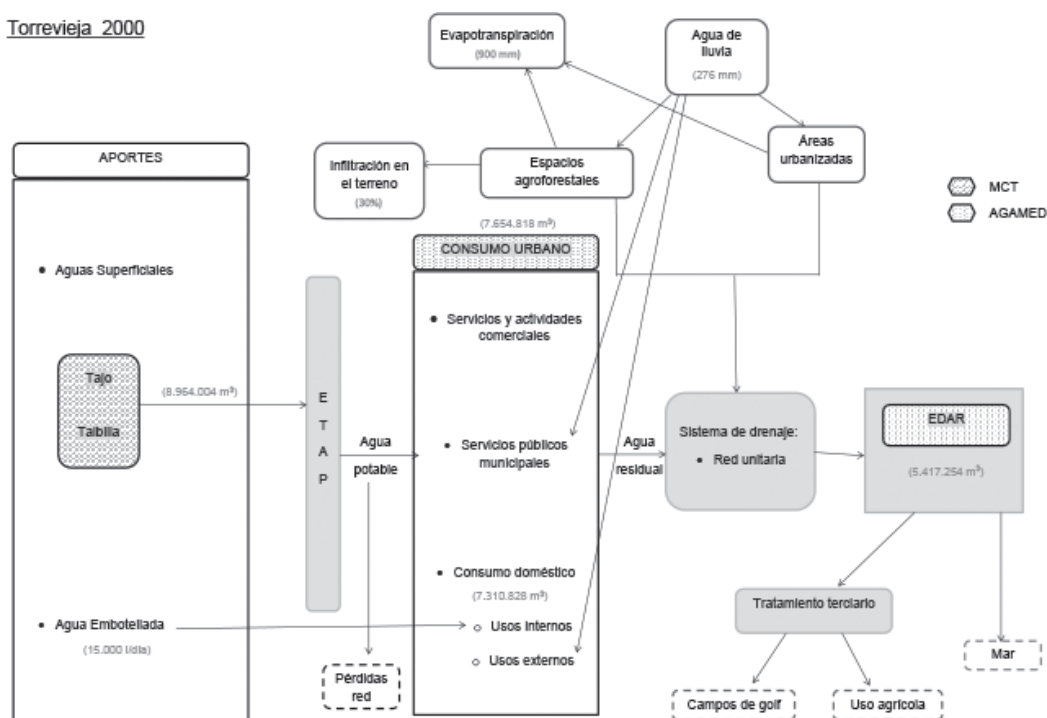 Torrevieja 2000
Evapotranspiración
(900 mm)
Agua de
lluvia
(276 mm)
APORTES
Infiltración en
el terreno
(30%)
Espacios
agroforestales
Áreas
urbanizadas
MCT
AGAMED
(7.654.818 m³)
CONSUMO URBANO
• Aguas Superficiales
Tajo
Taibilla
(8.964.004 m³)
E
T
A
P
Agua
potable
• Servicios y actividades
comerciales
• Servicios públicos
municipales
Agua
residual
Sistema de drenaje:
• Red unitaria
EDAR
(5.417.254 m³)
• Consumo doméstico
(7.310.828 m³)
○ Usos internos
○ Usos externos
• Agua Embotellada
(15.000 l/día)
Pérdidas
red
Tratamiento terciario
Mar
Campos de golf
Uso agrícola